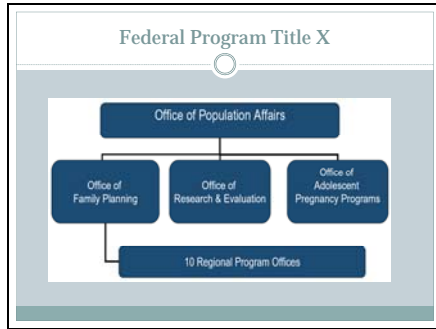 Federal Program Title X
Office of Population Affairs
Office of
Family Planning
Office of
Research & Evaluation
Office of
Adolescent
Pregnancy Programs
10 Regional Program Offices